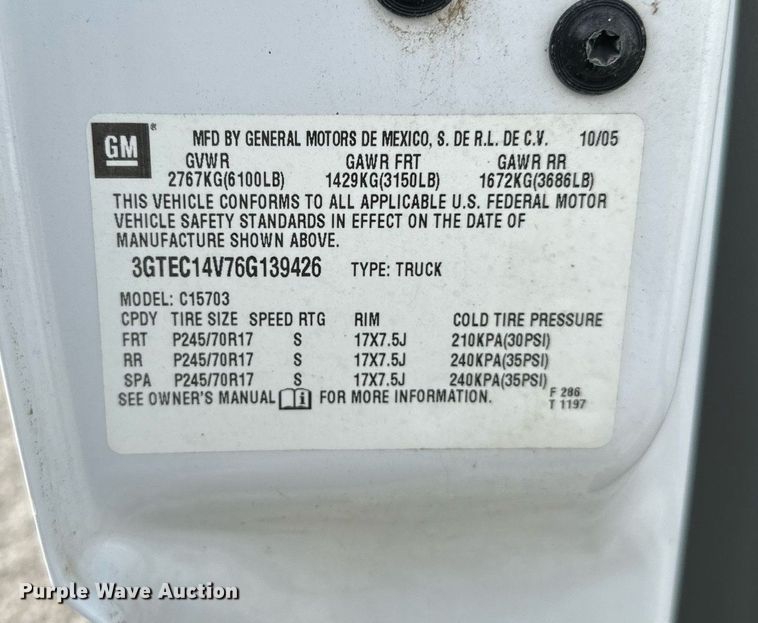 GM ® MFD BY GENERAL MOTORS DE MEXICO, S. DE R.L. DE C.V. 10/05
GVWR GAWR FRT GAWR RR
2767KG(6100LB) 1429KG(3150LB) 1672KG(3686LB)
THIS VEHICLE CONFORMS TO ALL APPLICABLE U.S. FEDERAL MOTOR
VEHICLE SAFETY STANDARDS IN EFFECT ON THE DATE OF
MANUFACTURE SHOWN ABOVE.
3GTEC14V76G139426 TYPE: TRUCK
MODEL: C15703
CPDY TIRE SIZE SPEED RTG RIM COLD TIRE PRESSURE
FRT P245/70R17 S 17X7.5J 210KPA(30PSI)
RR P245/70R17 S 17X7.5J 240KPA(35PSI)
SPA P245/70R17 S 17X7.5J 240KPA(35PSI)
SEE OWNER'S MANUAL i FOR MORE INFORMATION. F 286
T 1197
Purple Wave Auction